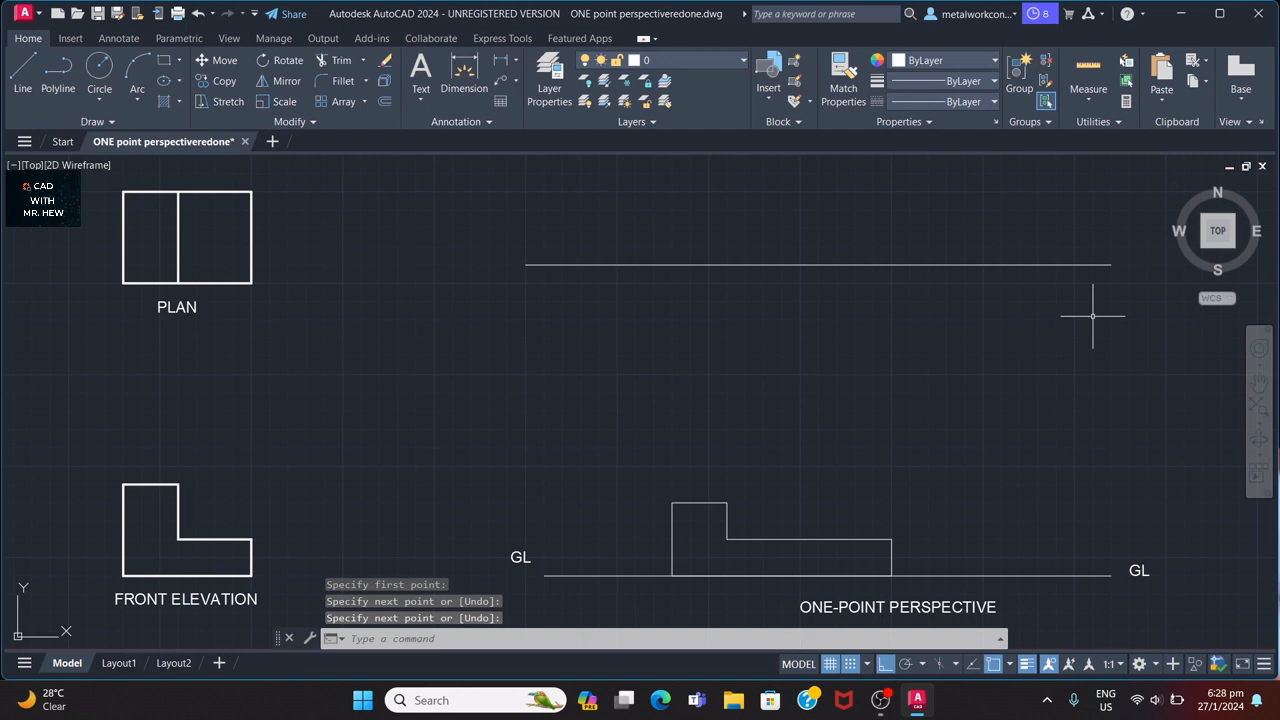 Share
Autodesk AutoCAD 2024 - UNREGISTERED VERSION
ONE point perspectiveredone.dwg
Type a keyword or phrase
metalworkcon...
8
Home
Insert
Annotate
Parametric
View
Manage
Output
Add-ins
Collaborate
Express Tools
Featured Apps
Line
Polyline
Circle
Arc
Move
Copy
Stretch
Rotate
Mirror
Scale
Trim
Fillet
Array
Text
Dimension
Layer
Properties
0
Insert
Match
Properties
ByLayer
ByLayer
ByLayer
Group
Measure
Paste
Base
Draw
Modify
Annotation
Layers
Block
Properties
Groups
Utilities
Clipboard
View
Start
ONE point perspectiveredone*
[−][Top][2D Wireframe]
CAD
WITH
MR. HEW
PLAN
N
W
TOP
E
S
WCS
GL
GL
FRONT ELEVATION
ONE-POINT PERSPECTIVE
Y
X
Specify first point:
Specify next point or [Undo]:
Specify next point or [Undo]:
Type a command
Model
Layout1
Layout2
MODEL
1:1
28°C
Clear
Search
PRE
ENG
US
6:28 pm
27/1/2024